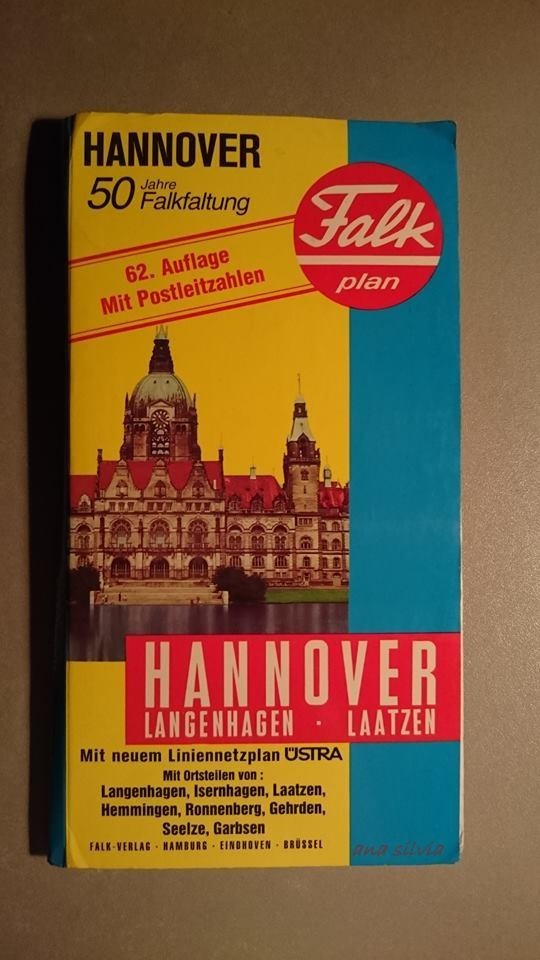 HANNOVER
50 Jahre Falkfaltung
Falk
plan
62. Auflage
Mit Postleitzahlen
HANNOVER
LANGENHAGEN · LAATZEN
Mit neuem Liniennetzplan ÜSTRA
Mit Ortsteilen von :
Langenhagen, Isernhagen, Laatzen,
Hemmingen, Ronnenberg, Gehrden,
Seelze, Garbsen
FALK-VERLAG · HAMBURG · EINDHOVEN · BRÜSSEL
ana silvia